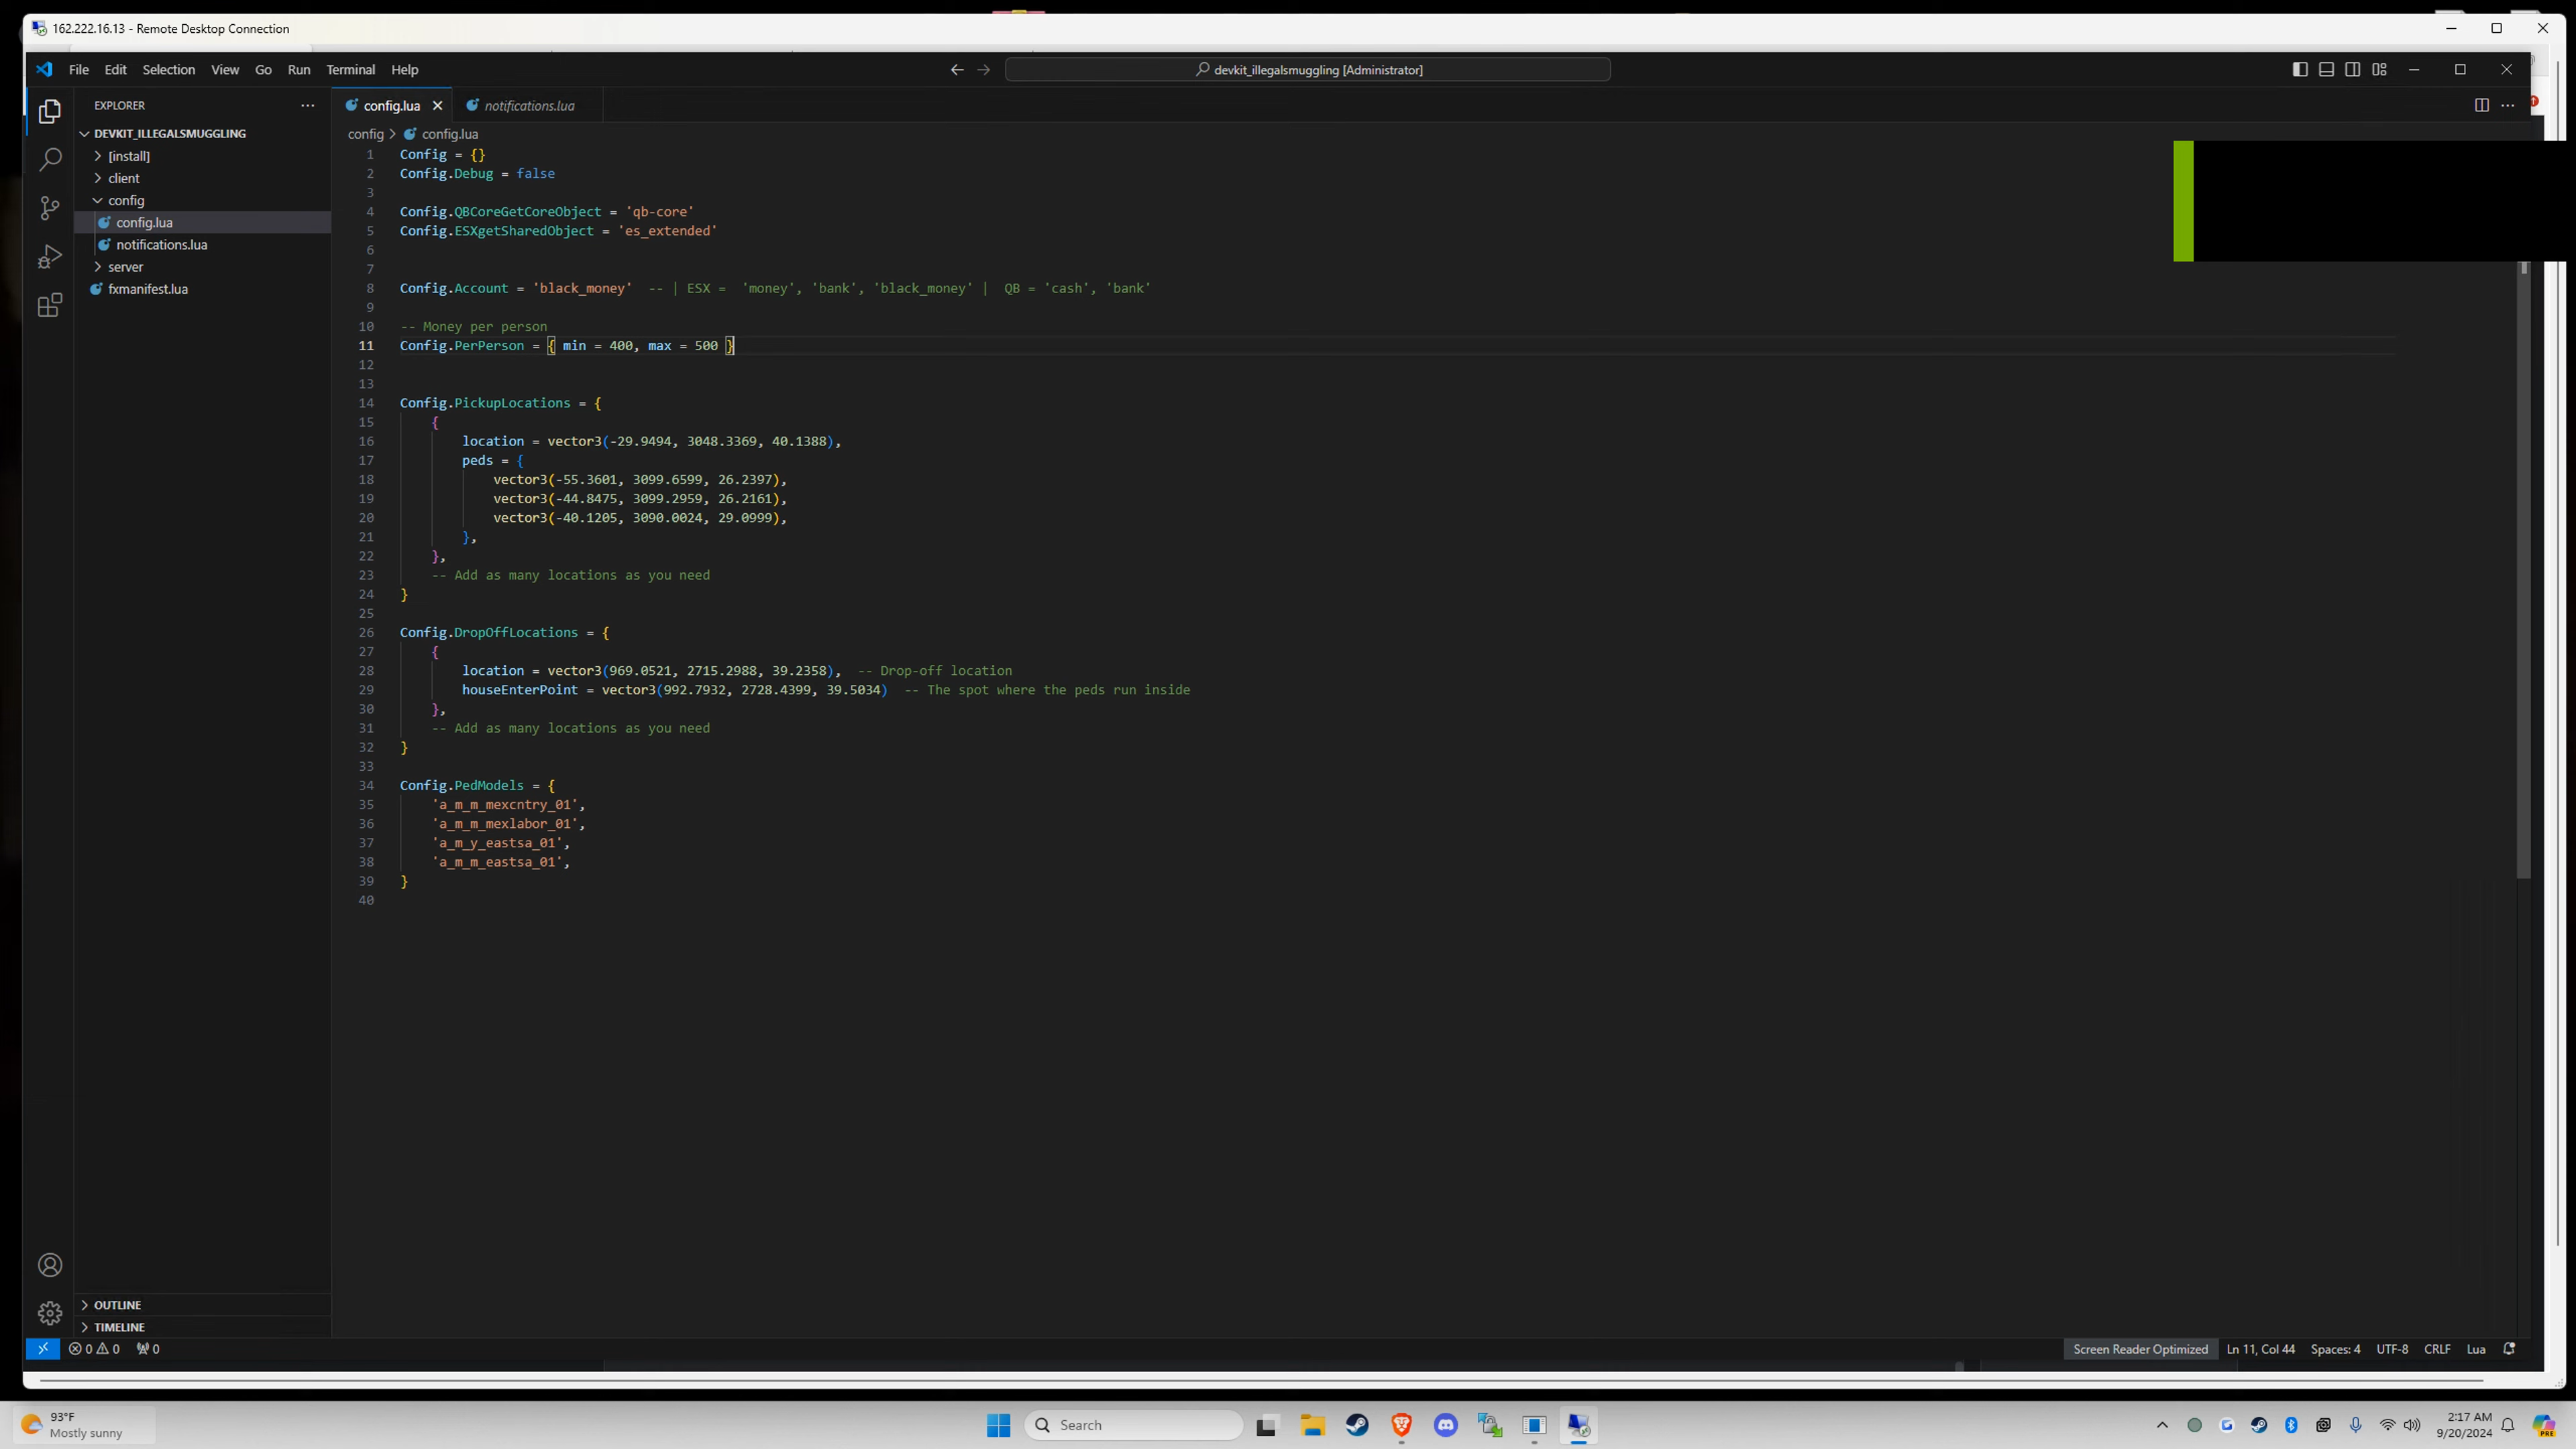 162.222.16.13 - Remote Desktop Connection
File Edit Selection View Go Run Terminal Help
devkit_illegalsmuggling [Administrator]
EXPLORER
config.lua
notifications.lua
DEVKIT_ILLEGALSMUGGLING
[install]
client
config
config.lua
notifications.lua
server
fxmanifest.lua
config > config.lua
1 Config = {}
2 Config.Debug = false
3
4 Config.QBCoreGetCoreObject = 'qb-core'
5 Config.ESXgetSharedObject = 'es_extended'
6
7
8 Config.Account = 'black_money'  -- | ESX =  'money', 'bank', 'black_money' |  QB = 'cash', 'bank'
9
10 -- Money per person
11 Config.PerPerson = { min = 400, max = 500 }
12
13
14 Config.PickupLocations = {
15     {
16         location = vector3(-29.9494, 3048.3369, 40.1388),
17         peds = {
18             vector3(-55.3601, 3099.6599, 26.2397),
19             vector3(-44.8475, 3099.2959, 26.2161),
20             vector3(-40.1205, 3090.0024, 29.0999),
21         },
22     },
23     -- Add as many locations as you need
24 }
25
26 Config.DropOffLocations = {
27     {
28         location = vector3(969.0521, 2715.2988, 39.2358),  -- Drop-off location
29         houseEnterPoint = vector3(992.7932, 2728.4399, 39.5034)  -- The spot where the peds run inside
30     },
31     -- Add as many locations as you need
32 }
33
34 Config.PedModels = {
35     'a_m_m_mexcntry_01',
36     'a_m_m_mexlabor_01',
37     'a_m_y_eastsa_01',
38     'a_m_m_eastsa_01',
39 }
40
OUTLINE
TIMELINE
0 0 0
Screen Reader Optimized Ln 11, Col 44 Spaces: 4 UTF-8 CRLF Lua
93°F
Mostly sunny
Search
PRE
2:17 AM
9/20/2024